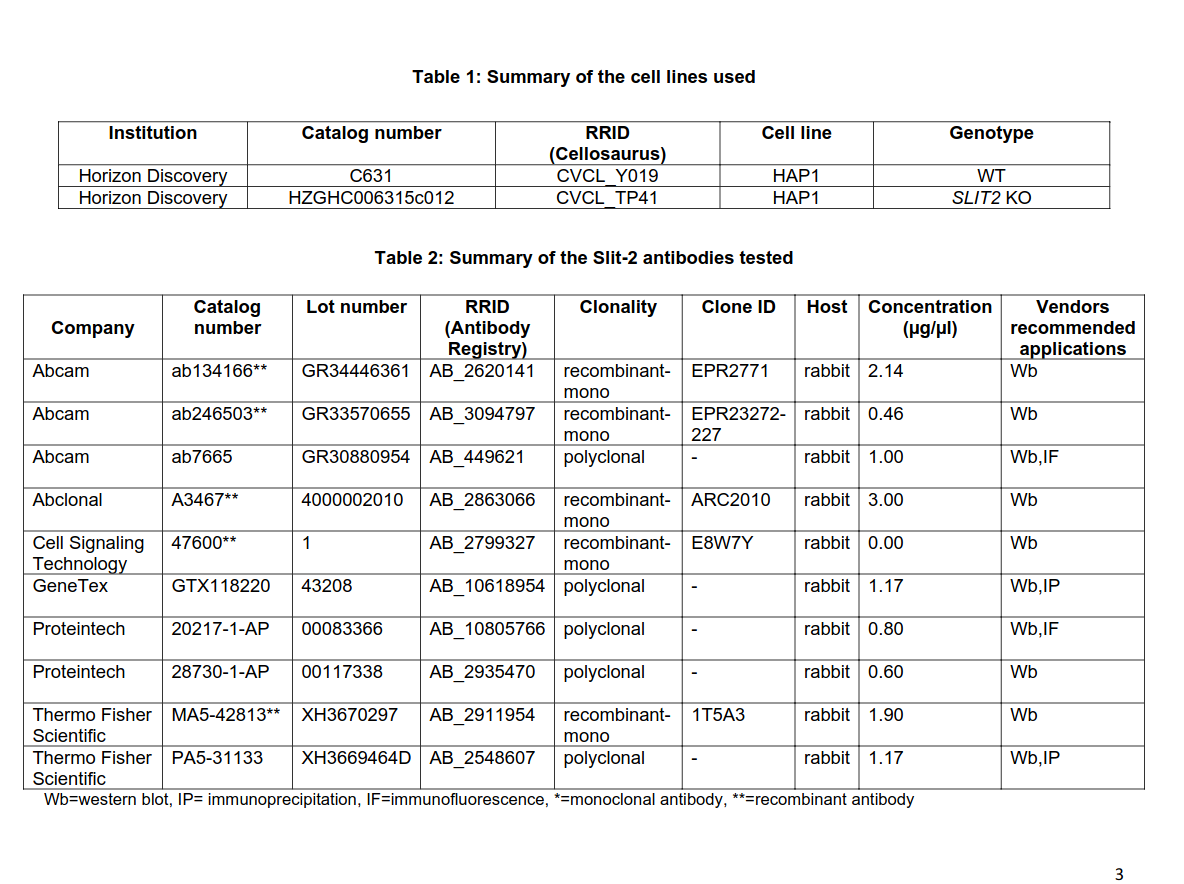 Table 1: Summary of the cell lines used
Institution Catalog number RRID (Cellosaurus) Cell line Genotype
Horizon Discovery C631 CVCL_Y019 HAP1 WT
Horizon Discovery HZGHC006315c012 CVCL_TP41 HAP1 SLIT2 KO
Table 2: Summary of the Slit-2 antibodies tested
Company Catalog number Lot number RRID (Antibody Registry) Clonality Clone ID Host Concentration (µg/µl) Vendors recommended applications
Abcam ab134166** GR34446361 AB_2620141 recombinant-mono EPR2771 rabbit 2.14 Wb
Abcam ab246503** GR33570655 AB_3094797 recombinant-mono EPR23272-227 rabbit 0.46 Wb
Abcam ab7665 GR30880954 AB_449621 polyclonal - rabbit 1.00 Wb,IF
Abclonal A3467** 4000002010 AB_2863066 recombinant-mono ARC2010 rabbit 3.00 Wb
Cell Signaling Technology 47600** 1 AB_2799327 recombinant-mono E8W7Y rabbit 0.00 Wb
GeneTex GTX118220 43208 AB_10618954 polyclonal - rabbit 1.17 Wb,IP
Proteintech 20217-1-AP 00083366 AB_10805766 polyclonal - rabbit 0.80 Wb,IF
Proteintech 28730-1-AP 00117338 AB_2935470 polyclonal - rabbit 0.60 Wb
Thermo Fisher Scientific MA5-42813** XH3670297 AB_2911954 recombinant-mono 1T5A3 rabbit 1.90 Wb
Thermo Fisher Scientific PA5-31133 XH3669464D AB_2548607 polyclonal - rabbit 1.17 Wb,IP
Wb=western blot, IP= immunoprecipitation, IF=immunofluorescence, *=monoclonal antibody, **=recombinant antibody
3